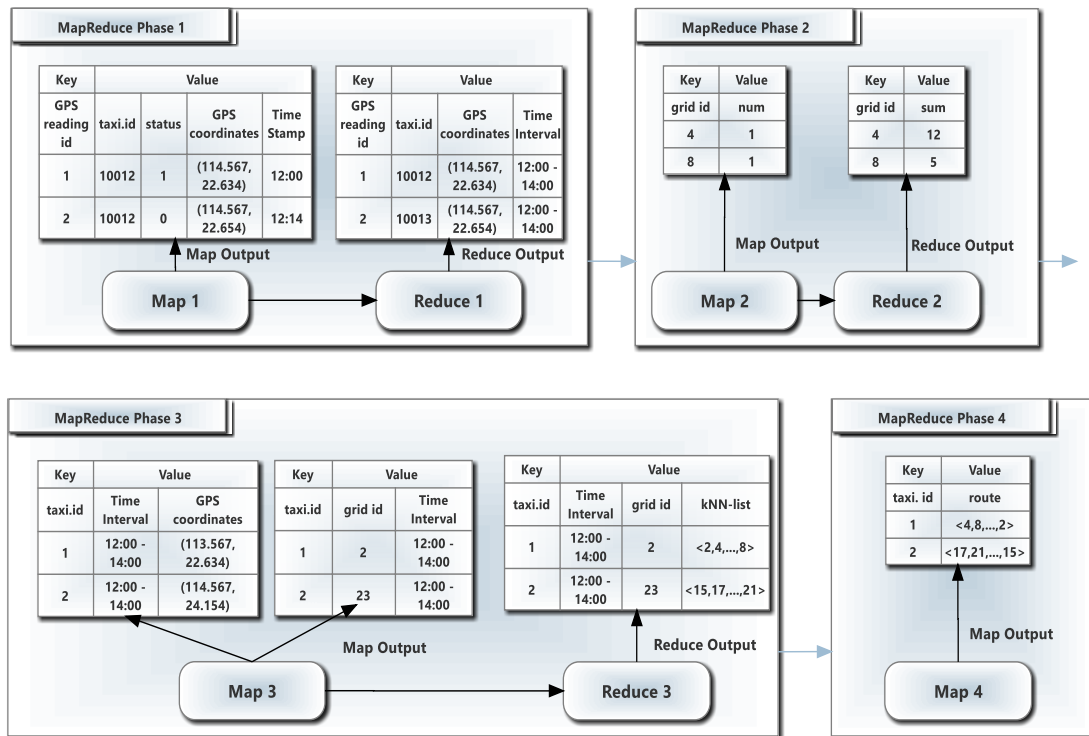 MapReduce Phase 1
Key Value
GPS reading id taxi.id status GPS coordinates Time Stamp
1 10012 1 (114.567, 22.634) 12:00
2 10012 0 (114.567, 22.654) 12:14
Key Value
GPS reading id taxi.id GPS coordinates Time Interval
1 10012 (114.567, 22.634) 12:00 - 14:00
2 10013 (114.567, 22.654) 12:00 - 14:00
Map Output
Reduce Output
Map 1
Reduce 1
MapReduce Phase 2
Key Value
grid id num
4 1
8 1
Key Value
grid id sum
4 12
8 5
Map Output
Reduce Output
Map 2
Reduce 2
MapReduce Phase 3
Key Value
taxi.id Time Interval GPS coordinates
1 12:00 - 14:00 (113.567, 22.634)
2 12:00 - 14:00 (114.567, 24.154)
Key Value
taxi.id grid id Time Interval
1 2 12:00 - 14:00
2 23 12:00 - 14:00
Key Value
taxi.id Time Interval grid id kNN-list
1 12:00 - 14:00 2 <2,4,...,8>
2 12:00 - 14:00 23 <15,17,...,21>
Map Output
Reduce Output
Map 3
Reduce 3
MapReduce Phase 4
Key Value
taxi. id route
1 <4,8,...,2>
2 <17,21,...,15>
Map Output
Map 4